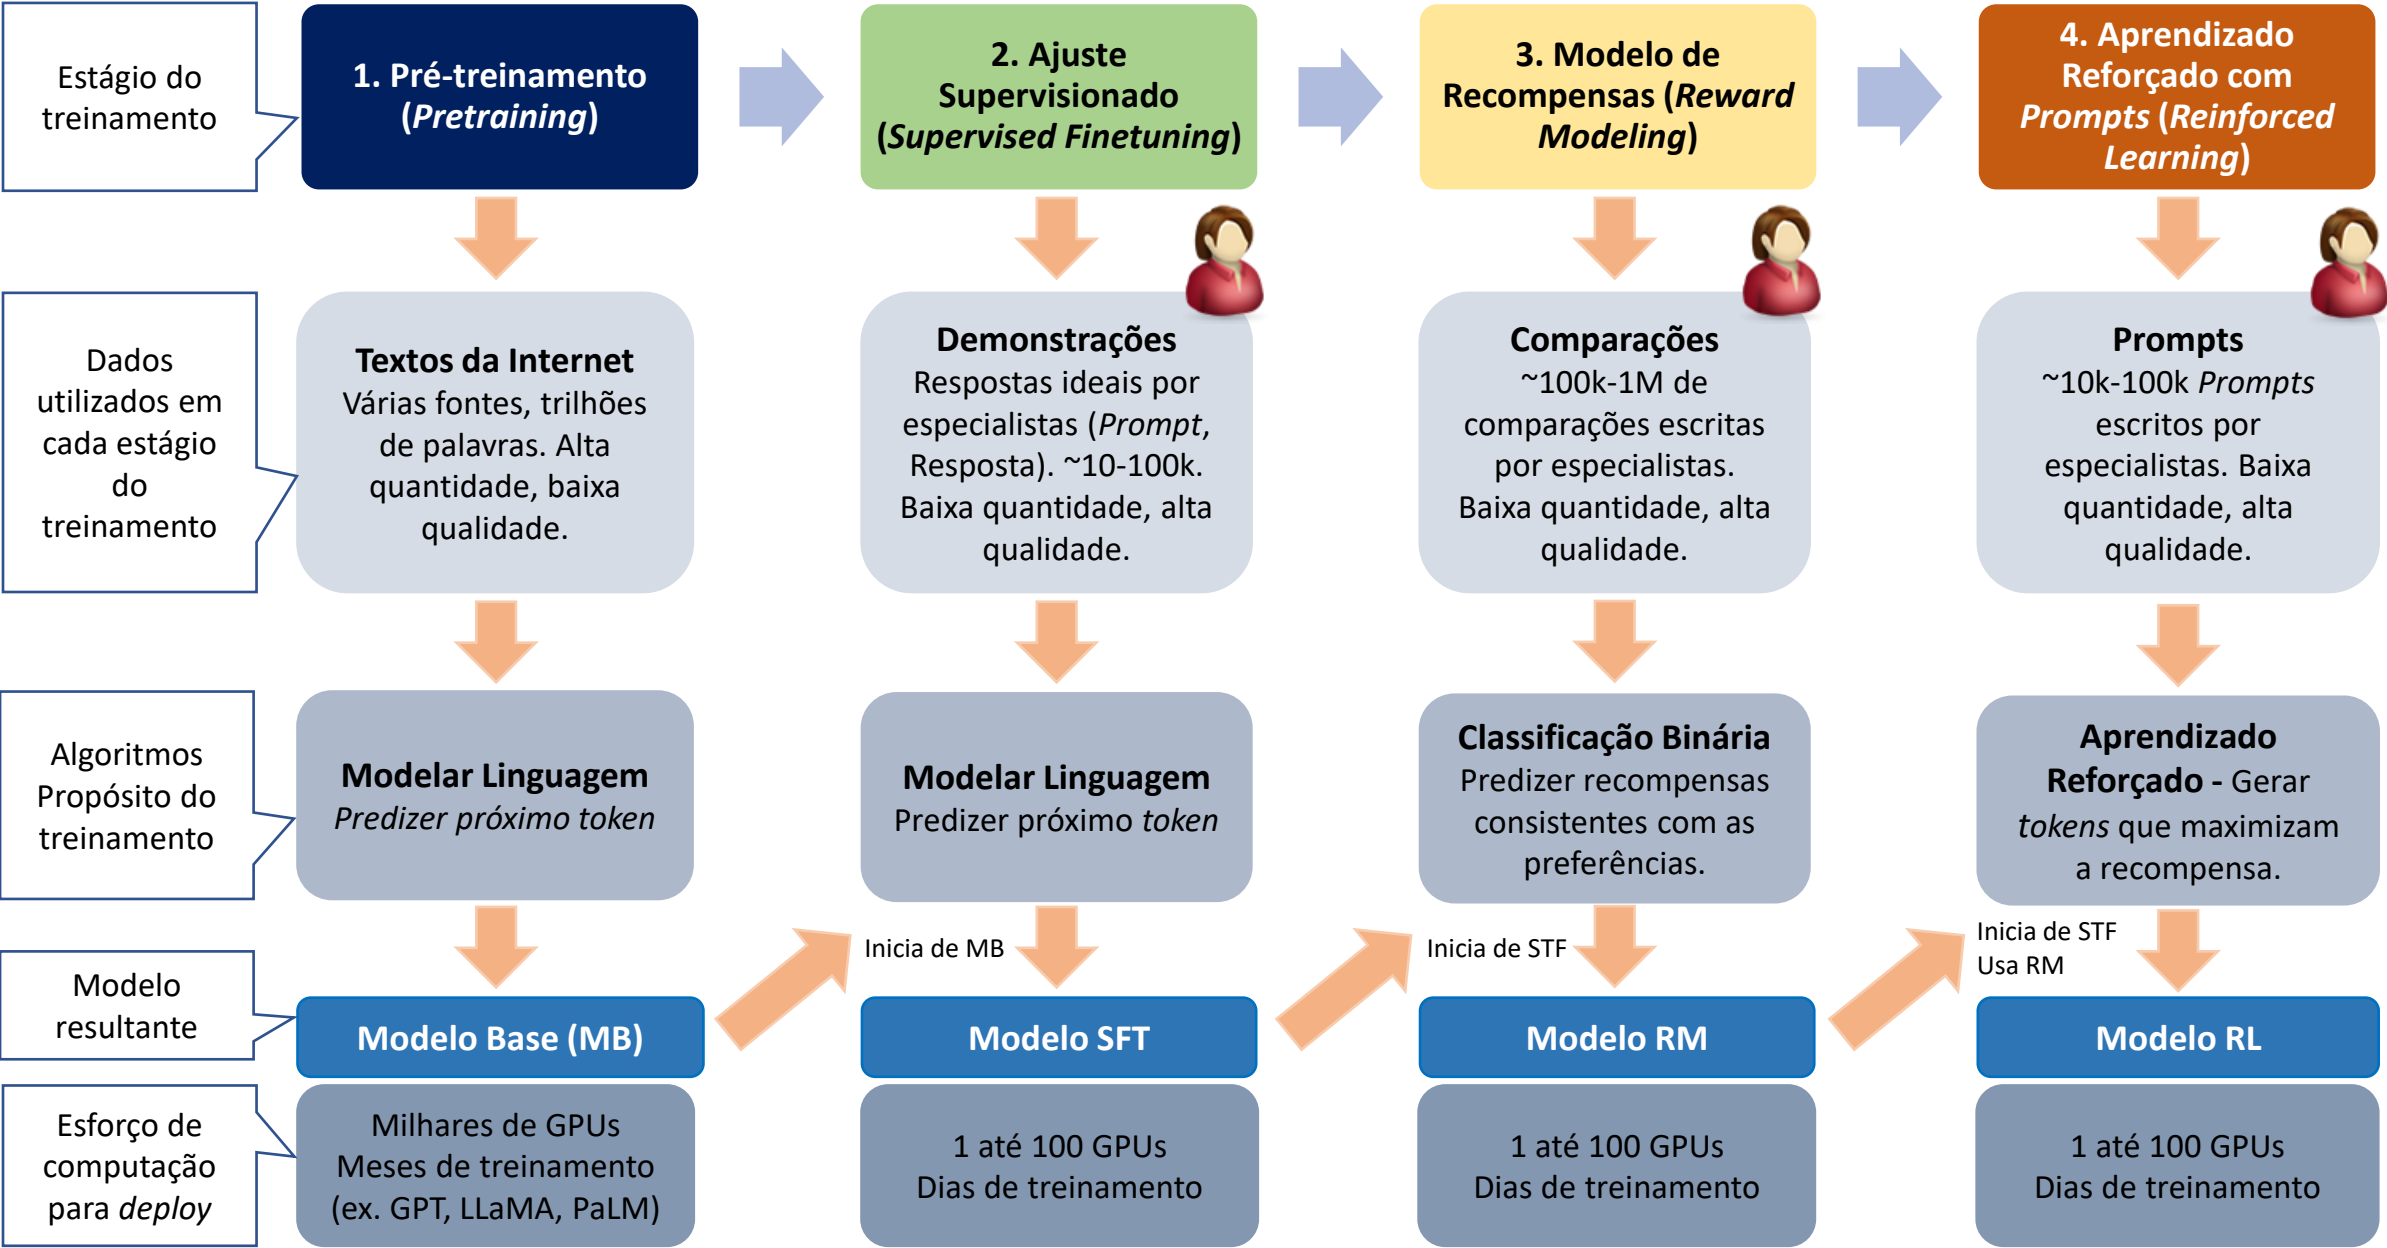 Estágio do
treinamento
1. Pré-treinamento
(Pretraining)
2. Ajuste
Supervisionado
(Supervised Finetuning)
3. Modelo de
Recompensas (Reward
Modeling)
4. Aprendizado
Reforçado com
Prompts (Reinforced
Learning)
Dados
utilizados em
cada estágio
do
treinamento
Textos da Internet
Várias fontes, trilhões
de palavras. Alta
quantidade, baixa
qualidade.
Demonstrações
Respostas ideais por
especialistas (Prompt,
Resposta). ~10-100k.
Baixa quantidade, alta
qualidade.
Comparações
~100k-1M de
comparações escritas
por especialistas.
Baixa quantidade, alta
qualidade.
Prompts
~10k-100k Prompts
escritos por
especialistas. Baixa
quantidade, alta
qualidade.
Algoritmos
Propósito do
treinamento
Modelar Linguagem
Predizer próximo token
Modelar Linguagem
Predizer próximo token
Classificação Binária
Predizer recompensas
consistentes com as
preferências.
Aprendizado
Reforçado - Gerar
tokens que maximizam
a recompensa.
Inicia de MB
Inicia de STF
Inicia de STF
Usa RM
Modelo
resultante
Modelo Base (MB)
Modelo SFT
Modelo RM
Modelo RL
Esforço de
computação
para deploy
Milhares de GPUs
Meses de treinamento
(ex. GPT, LLaMA, PaLM)
1 até 100 GPUs
Dias de treinamento
1 até 100 GPUs
Dias de treinamento
1 até 100 GPUs
Dias de treinamento